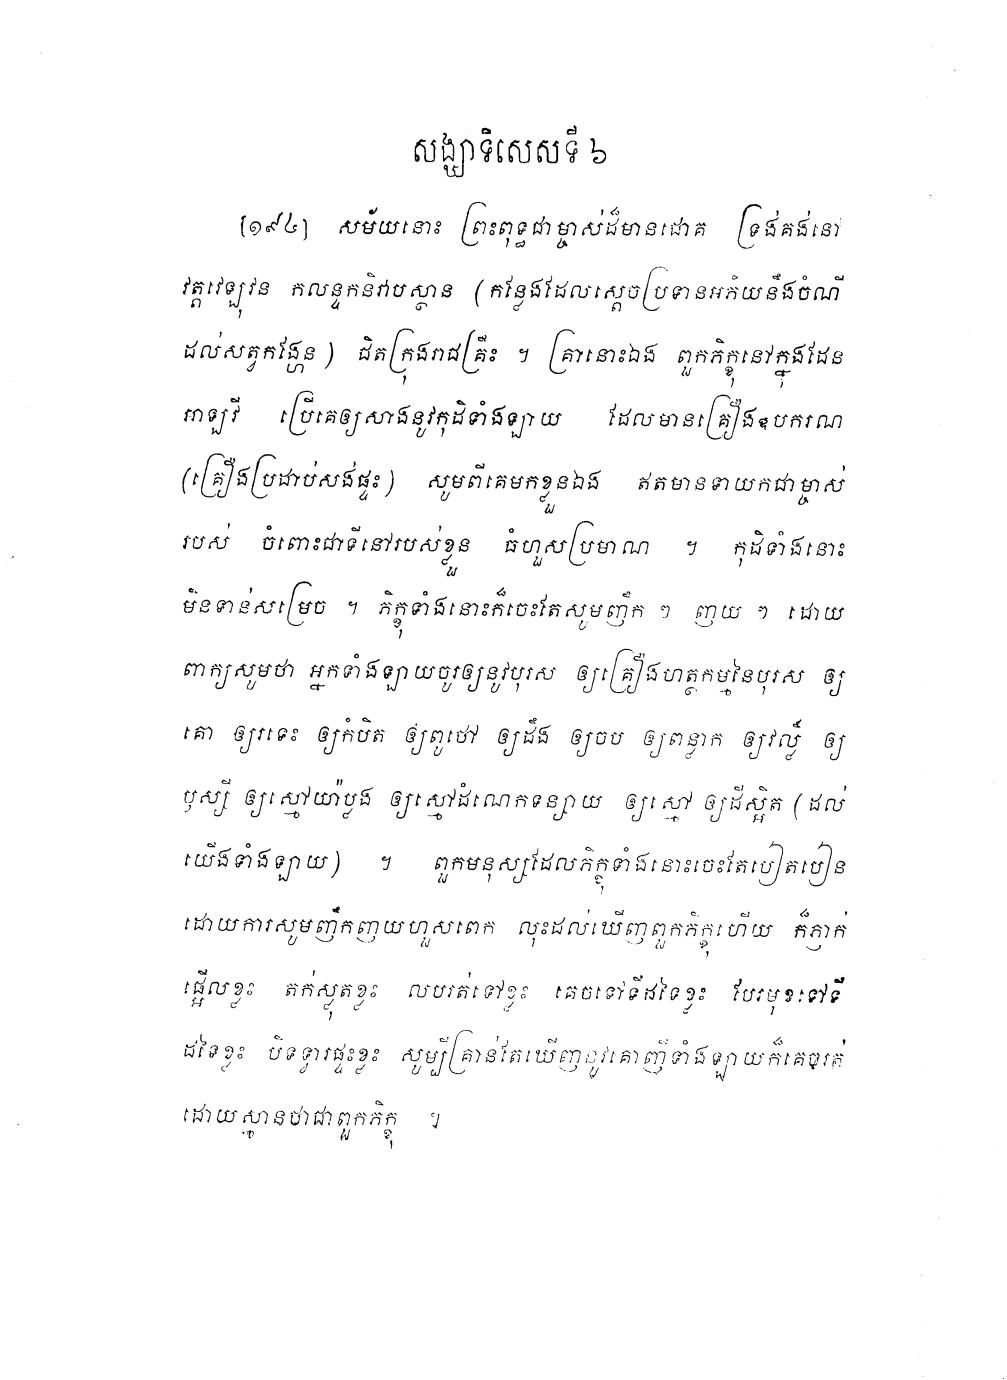 សង្ឃាទិសេសទី ៦
[១៩៤] សម័យនោះ ព្រះពុទ្ធជាម្ចាស់ដ៏មានជោគ ទ្រង់គង់នៅ
វត្តវេឡុវន កលន្ទកនិវាបស្ថាន (កន្លែងដែលស្តេចប្រទានអភ័យនឹងចំណី
ដល់សត្វកង្ហែន) ជិតក្រុងរាជគ្រឹះ ។ គ្រានោះឯង ពួកភិក្ខុនៅក្នុងដែន
អាឡវី ប្រើគេឲ្យសាងនូវកុដិទាំងឡាយ ដែលមានគ្រឿងឧបករណ
(គ្រឿងប្រដាប់សង់ផ្ទះ) សូមពីគេមកខ្លួនឯង ឥតមានទាយកជាម្ចាស់
របស់ ចំពោះជាទីនៅរបស់ខ្លួន ធំហួសប្រមាណ ។ កុដិទាំងនោះ
មិនទាន់សម្រេច ។ ភិក្ខុទាំងនោះក៏ចេះតែសូមញឹក ៗ ញយ ៗ ដោយ
ពាក្យសូមថា អ្នកទាំងឡាយចូរឲ្យនូវបុរស ឲ្យគ្រឿងហត្ថកម្មនៃបុរស ឲ្យ
គោ ឲ្យរទេះ ឲ្យកំបិត ឲ្យពូថៅ ឲ្យដឹង ឲ្យចប ឲ្យពន្លាក ឲ្យវល្លិ៍ ឲ្យ
ឫស្សី ឲ្យស្មៅយ៉ាប្លង ឲ្យស្មៅដំណេកទន្សាយ ឲ្យស្មៅ ឲ្យដីស្អិត (ដល់
យើងទាំងឡាយ) ។ ពួកមនុស្សដែលភិក្ខុទាំងនោះចេះតែបៀតបៀន
ដោយការសូមញឹកញយហួសពេក លុះដល់ឃើញពួកភិក្ខុហើយ ក៏ភ្ញាក់
ផ្អើលខ្លះ តក់ស្លុតខ្លះ លបរត់ទៅខ្លះ គេចទៅទីដទៃខ្លះ បែរមុខទៅទី
ដទៃខ្លះ បិទទ្វារផ្ទះខ្លះ សូម្បីគ្រាន់តែឃើញនូវគោញីទាំងឡាយក៏គេចរត់
ដោយស្មានថាជាពួកភិក្ខុ ។